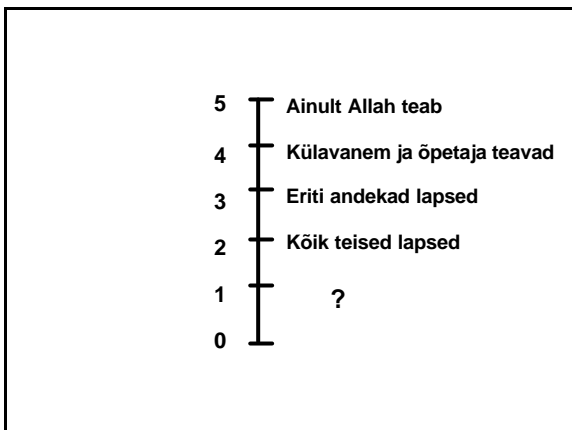 5 Ainult Allah teab
4 Külavanem ja õpetaja teavad
3 Eriti andekad lapsed
2 Kõik teised lapsed
1 ?
0